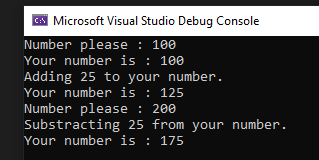 Microsoft Visual Studio Debug Console
Number please : 100
Your number is : 100
Adding 25 to your number.
Your number is : 125
Number please : 200
Substracting 25 from your number.
Your number is : 175